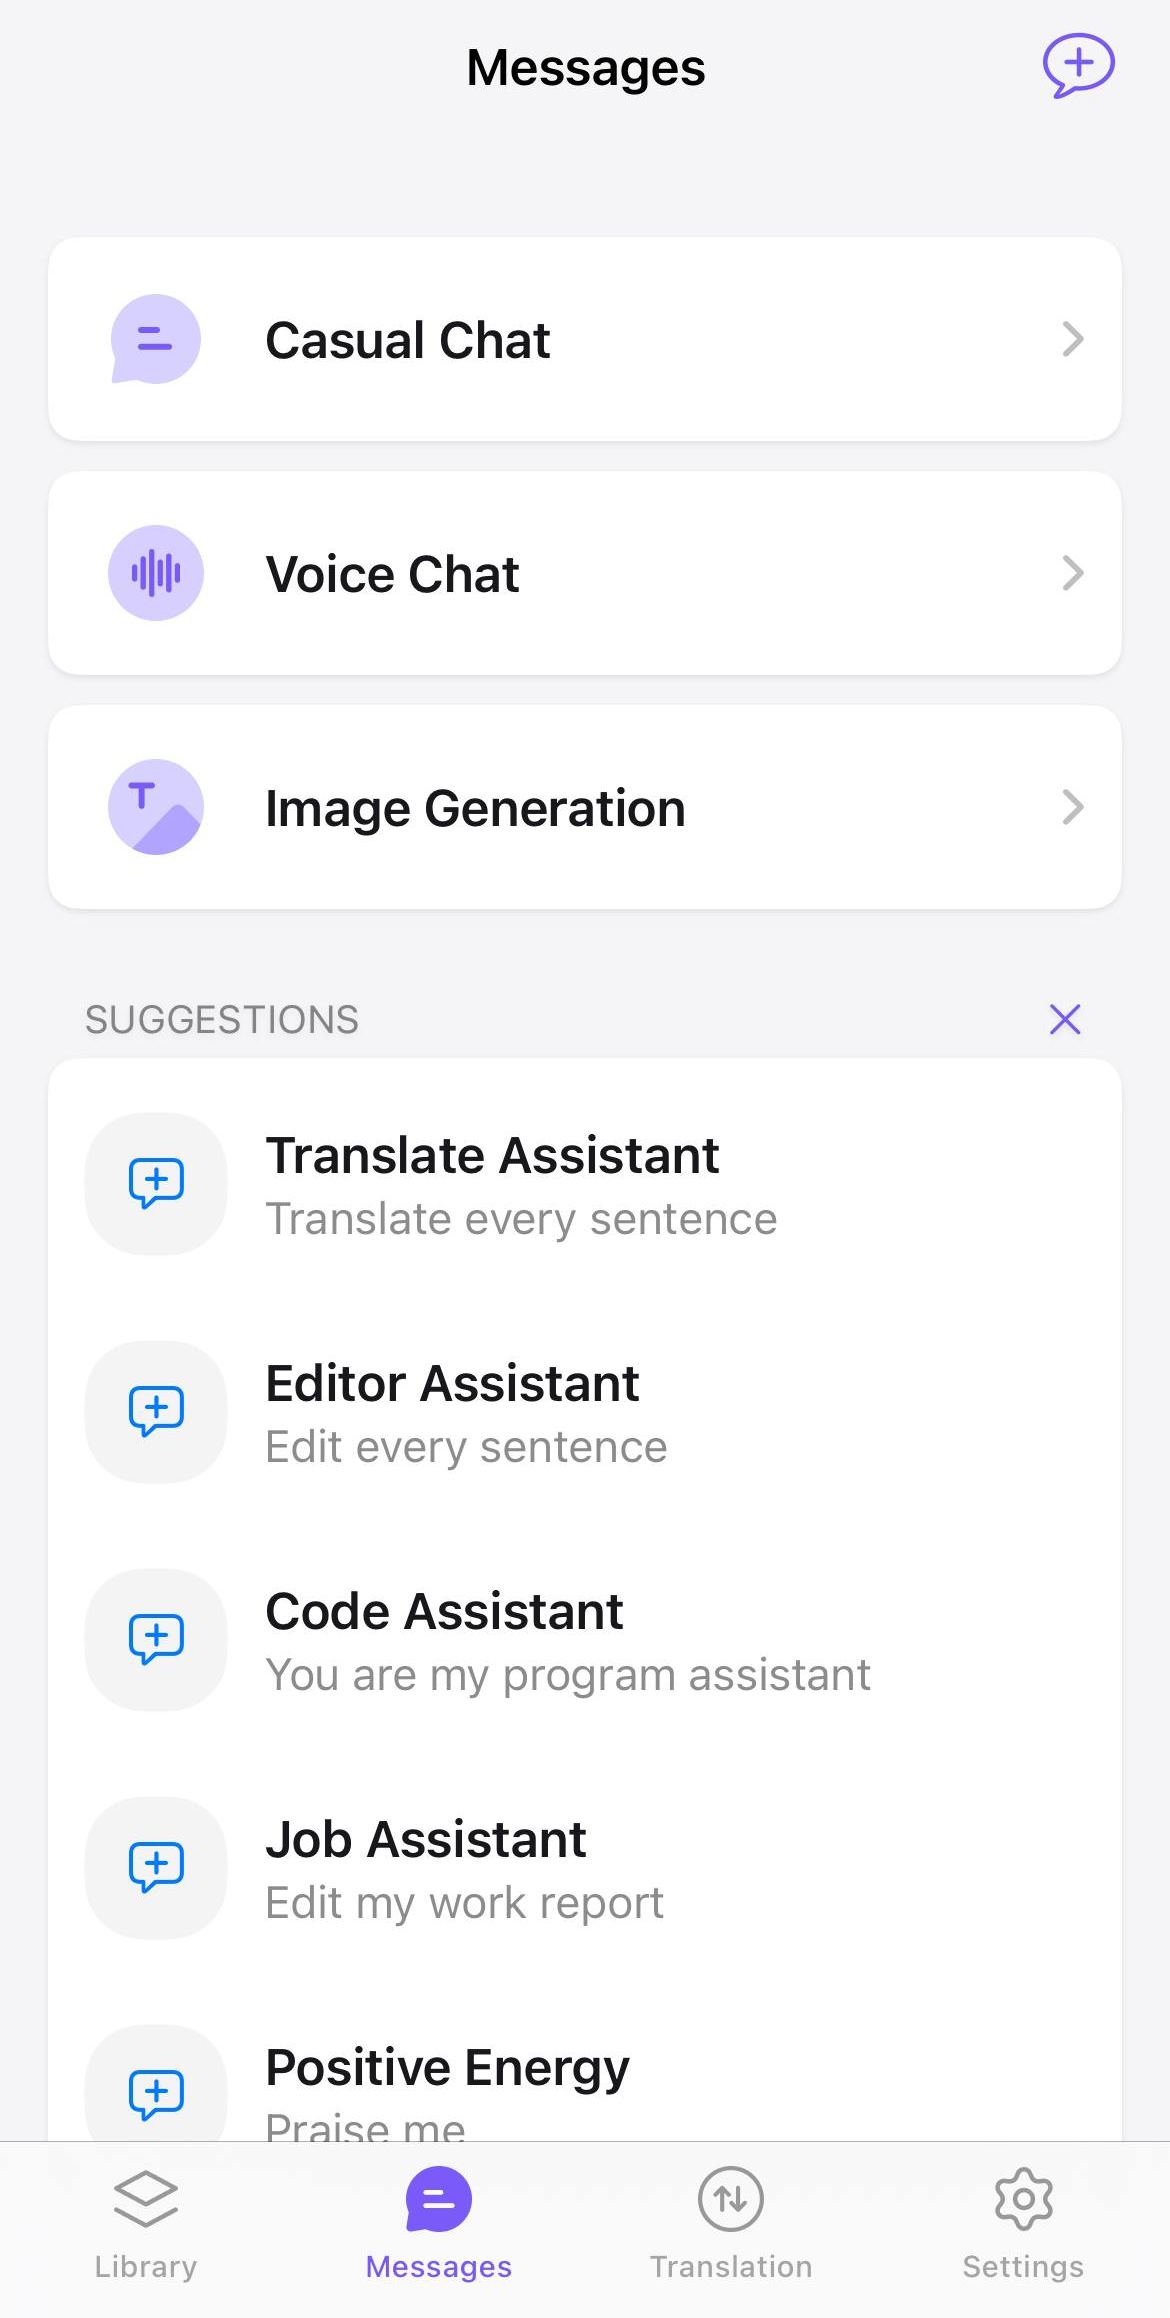 Messages
Casual Chat
Voice Chat
T
Image Generation
SUGGESTIONS
Translate Assistant
Translate every sentence
Editor Assistant
Edit every sentence
Code Assistant
You are my program assistant
Job Assistant
Edit my work report
Positive Energy
Praise me
Library
Messages
Translation
Settings